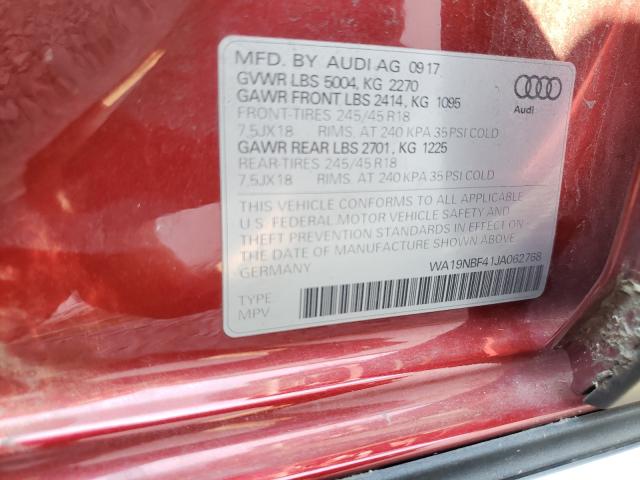 MFD. BY AUDI AG 09 17
GVWR LBS 5004, KG 2270
GAWR FRONT LBS 2414, KG 1095
FRONT-TIRES 245/45 R18
7,5JX18 RIMS, AT 240 KPA 35 PSI COLD
GAWR REAR LBS 2701, KG 1225
REAR-TIRES 245/45 R18
7,5JX18 RIMS, AT 240 KPA 35 PSI COLD
THIS VEHICLE CONFORMS TO ALL APPLICABLE
U.S. FEDERAL MOTOR VEHICLE SAFETY AND
THEFT PREVENTION STANDARDS IN EFFECT ON
THE DATE OF MANUFACTURE SHOWN ABOVE.
GERMANY
WA19NBF41JA062768
TYPE
MPV
Audi